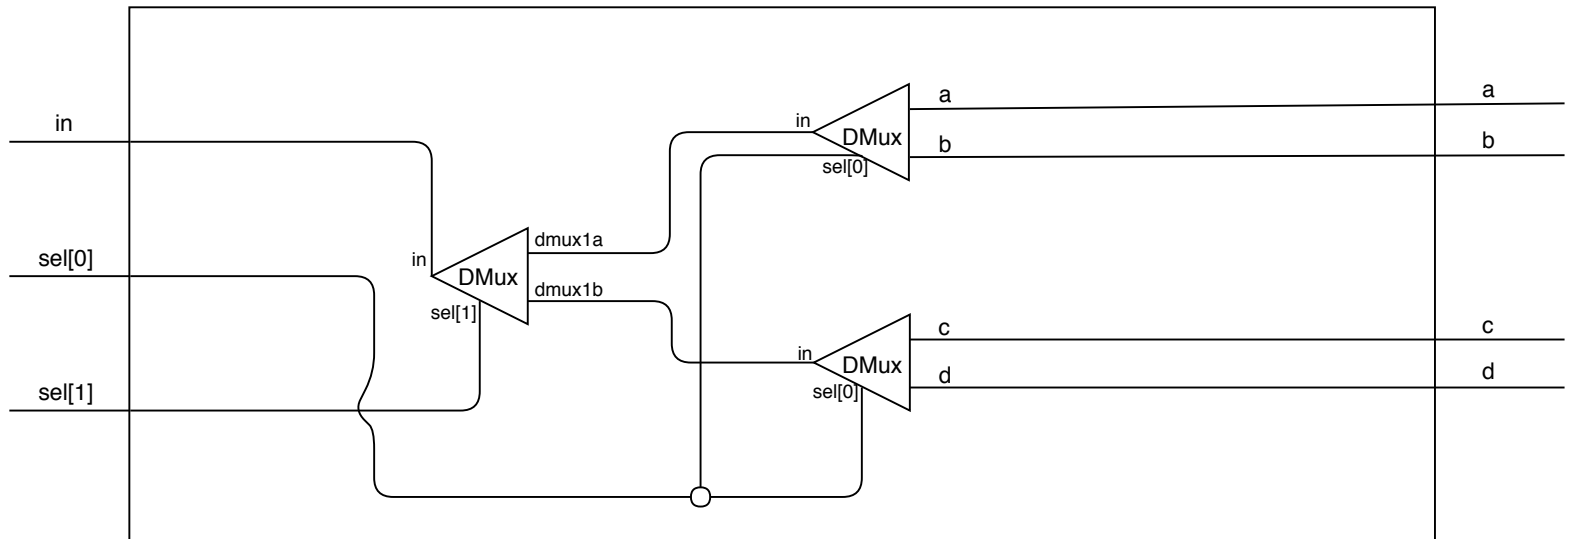 a
a
in
in
DMux
b
b
sel[0]
dmux1a
sel[0]
in
DMux
dmux1b
sel[1]
c
c
in
DMux
d
d
sel[1]
sel[0]